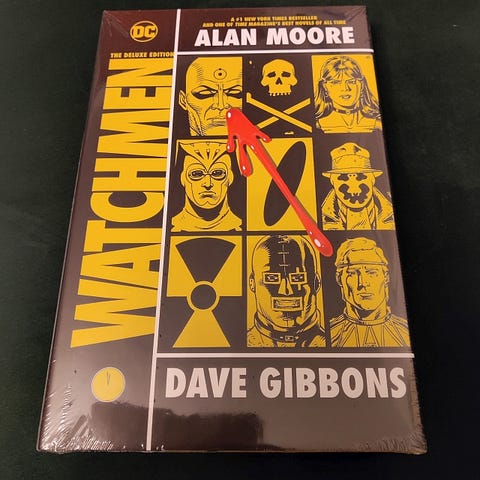 DC
A #1 NEW YORK TIMES BESTSELLER
AND ONE OF TIME MAGAZINE'S BEST NOVELS OF ALL TIME
ALAN MOORE
THE DELUXE EDITION
WATCHMEN
DAVE GIBBONS